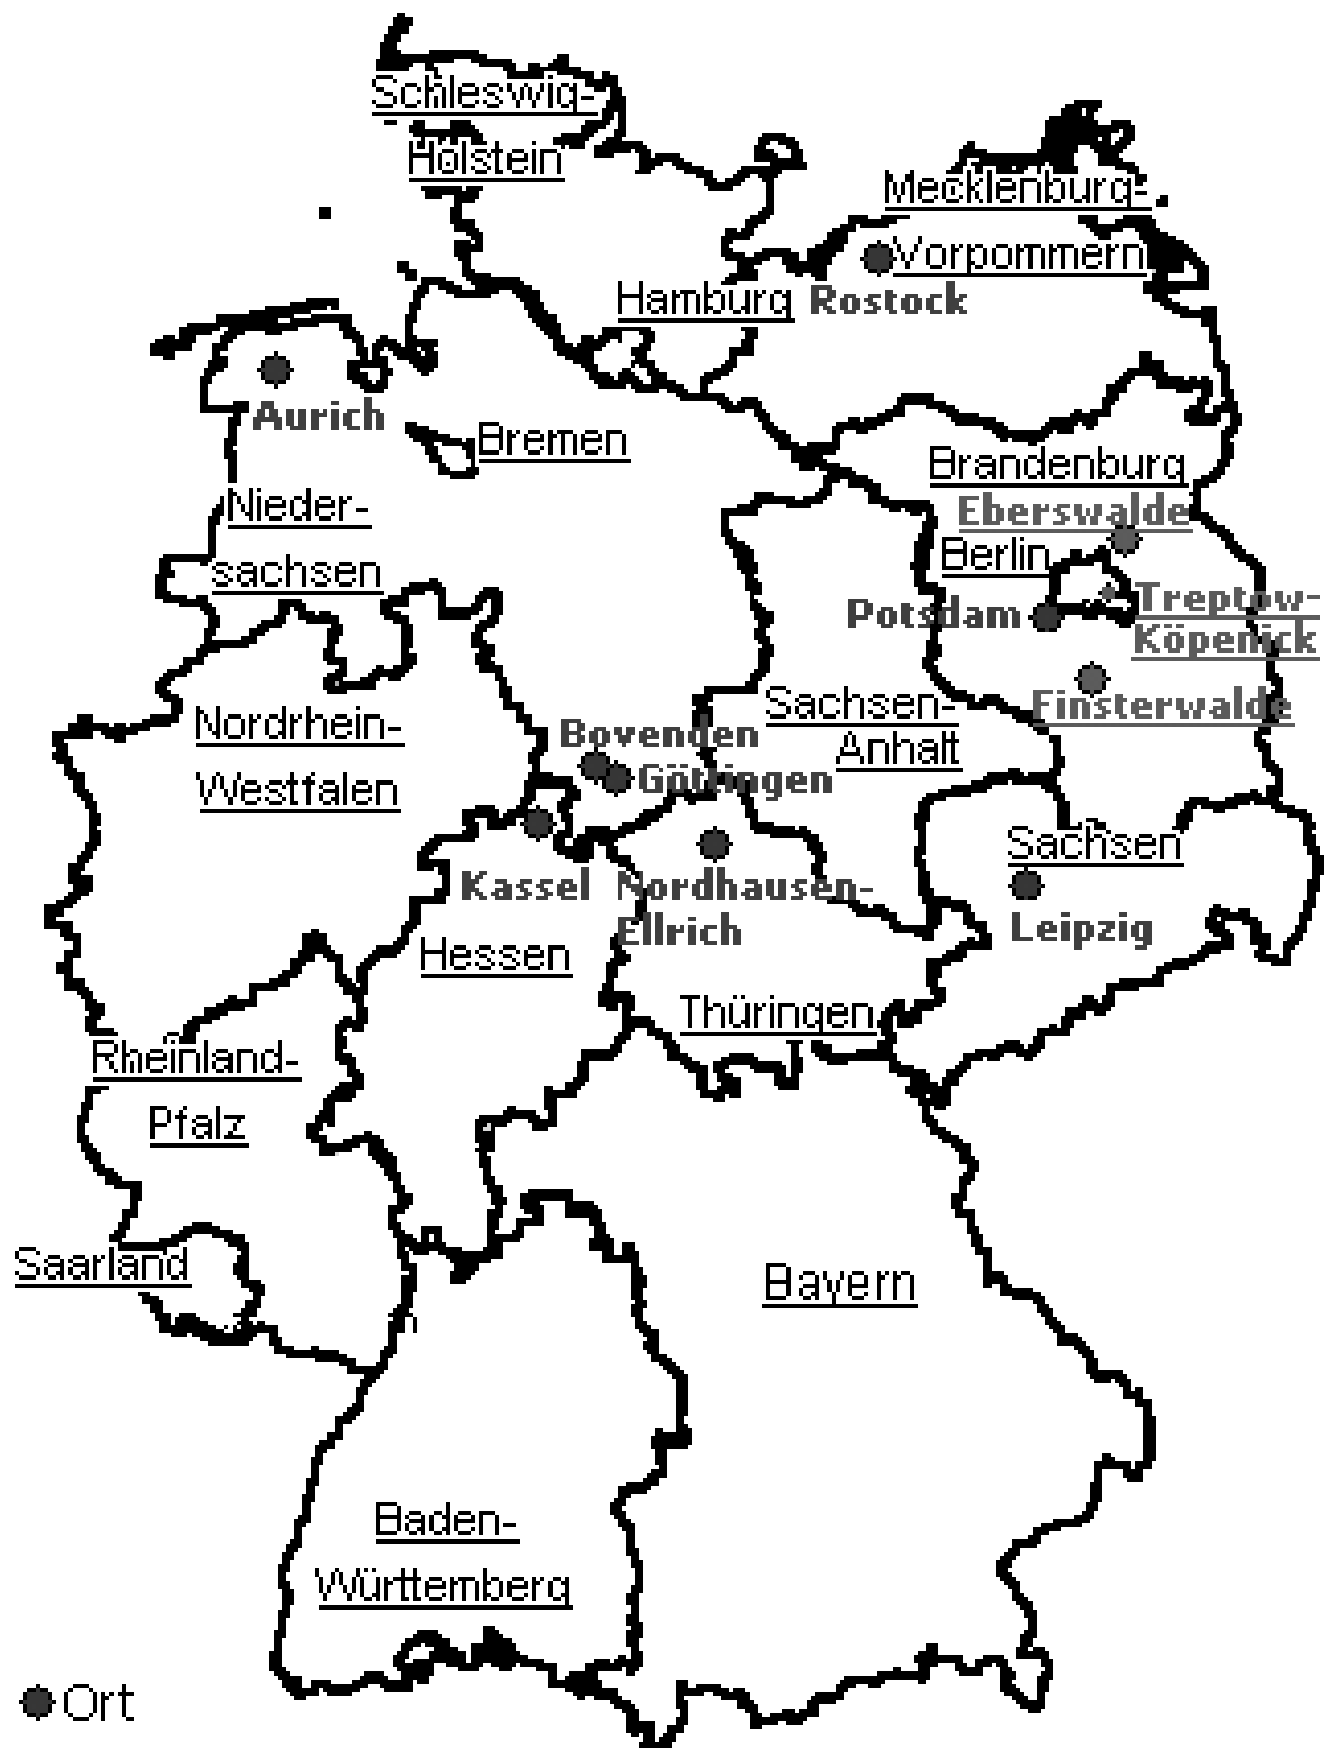 Schleswig-
Holstein
Mecklenburg-
Vorpommern
Hamburg
Rostock
Aurich
Bremen
Brandenburg
Eberswalde
Nieder-
sachsen
Berlin
Potsdam
Treptow-
Köpenick
Finsterwalde
Sachsen-
Anhalt
Nordrhein-
Westfalen
Bovenden
Göttingen
Sachsen
Kassel
Nordhausen-
Ellrich
Leipzig
Hessen
Thüringen
Rheinland-
Pfalz
Saarland
Bayern
Baden-
Württemberg
Ort